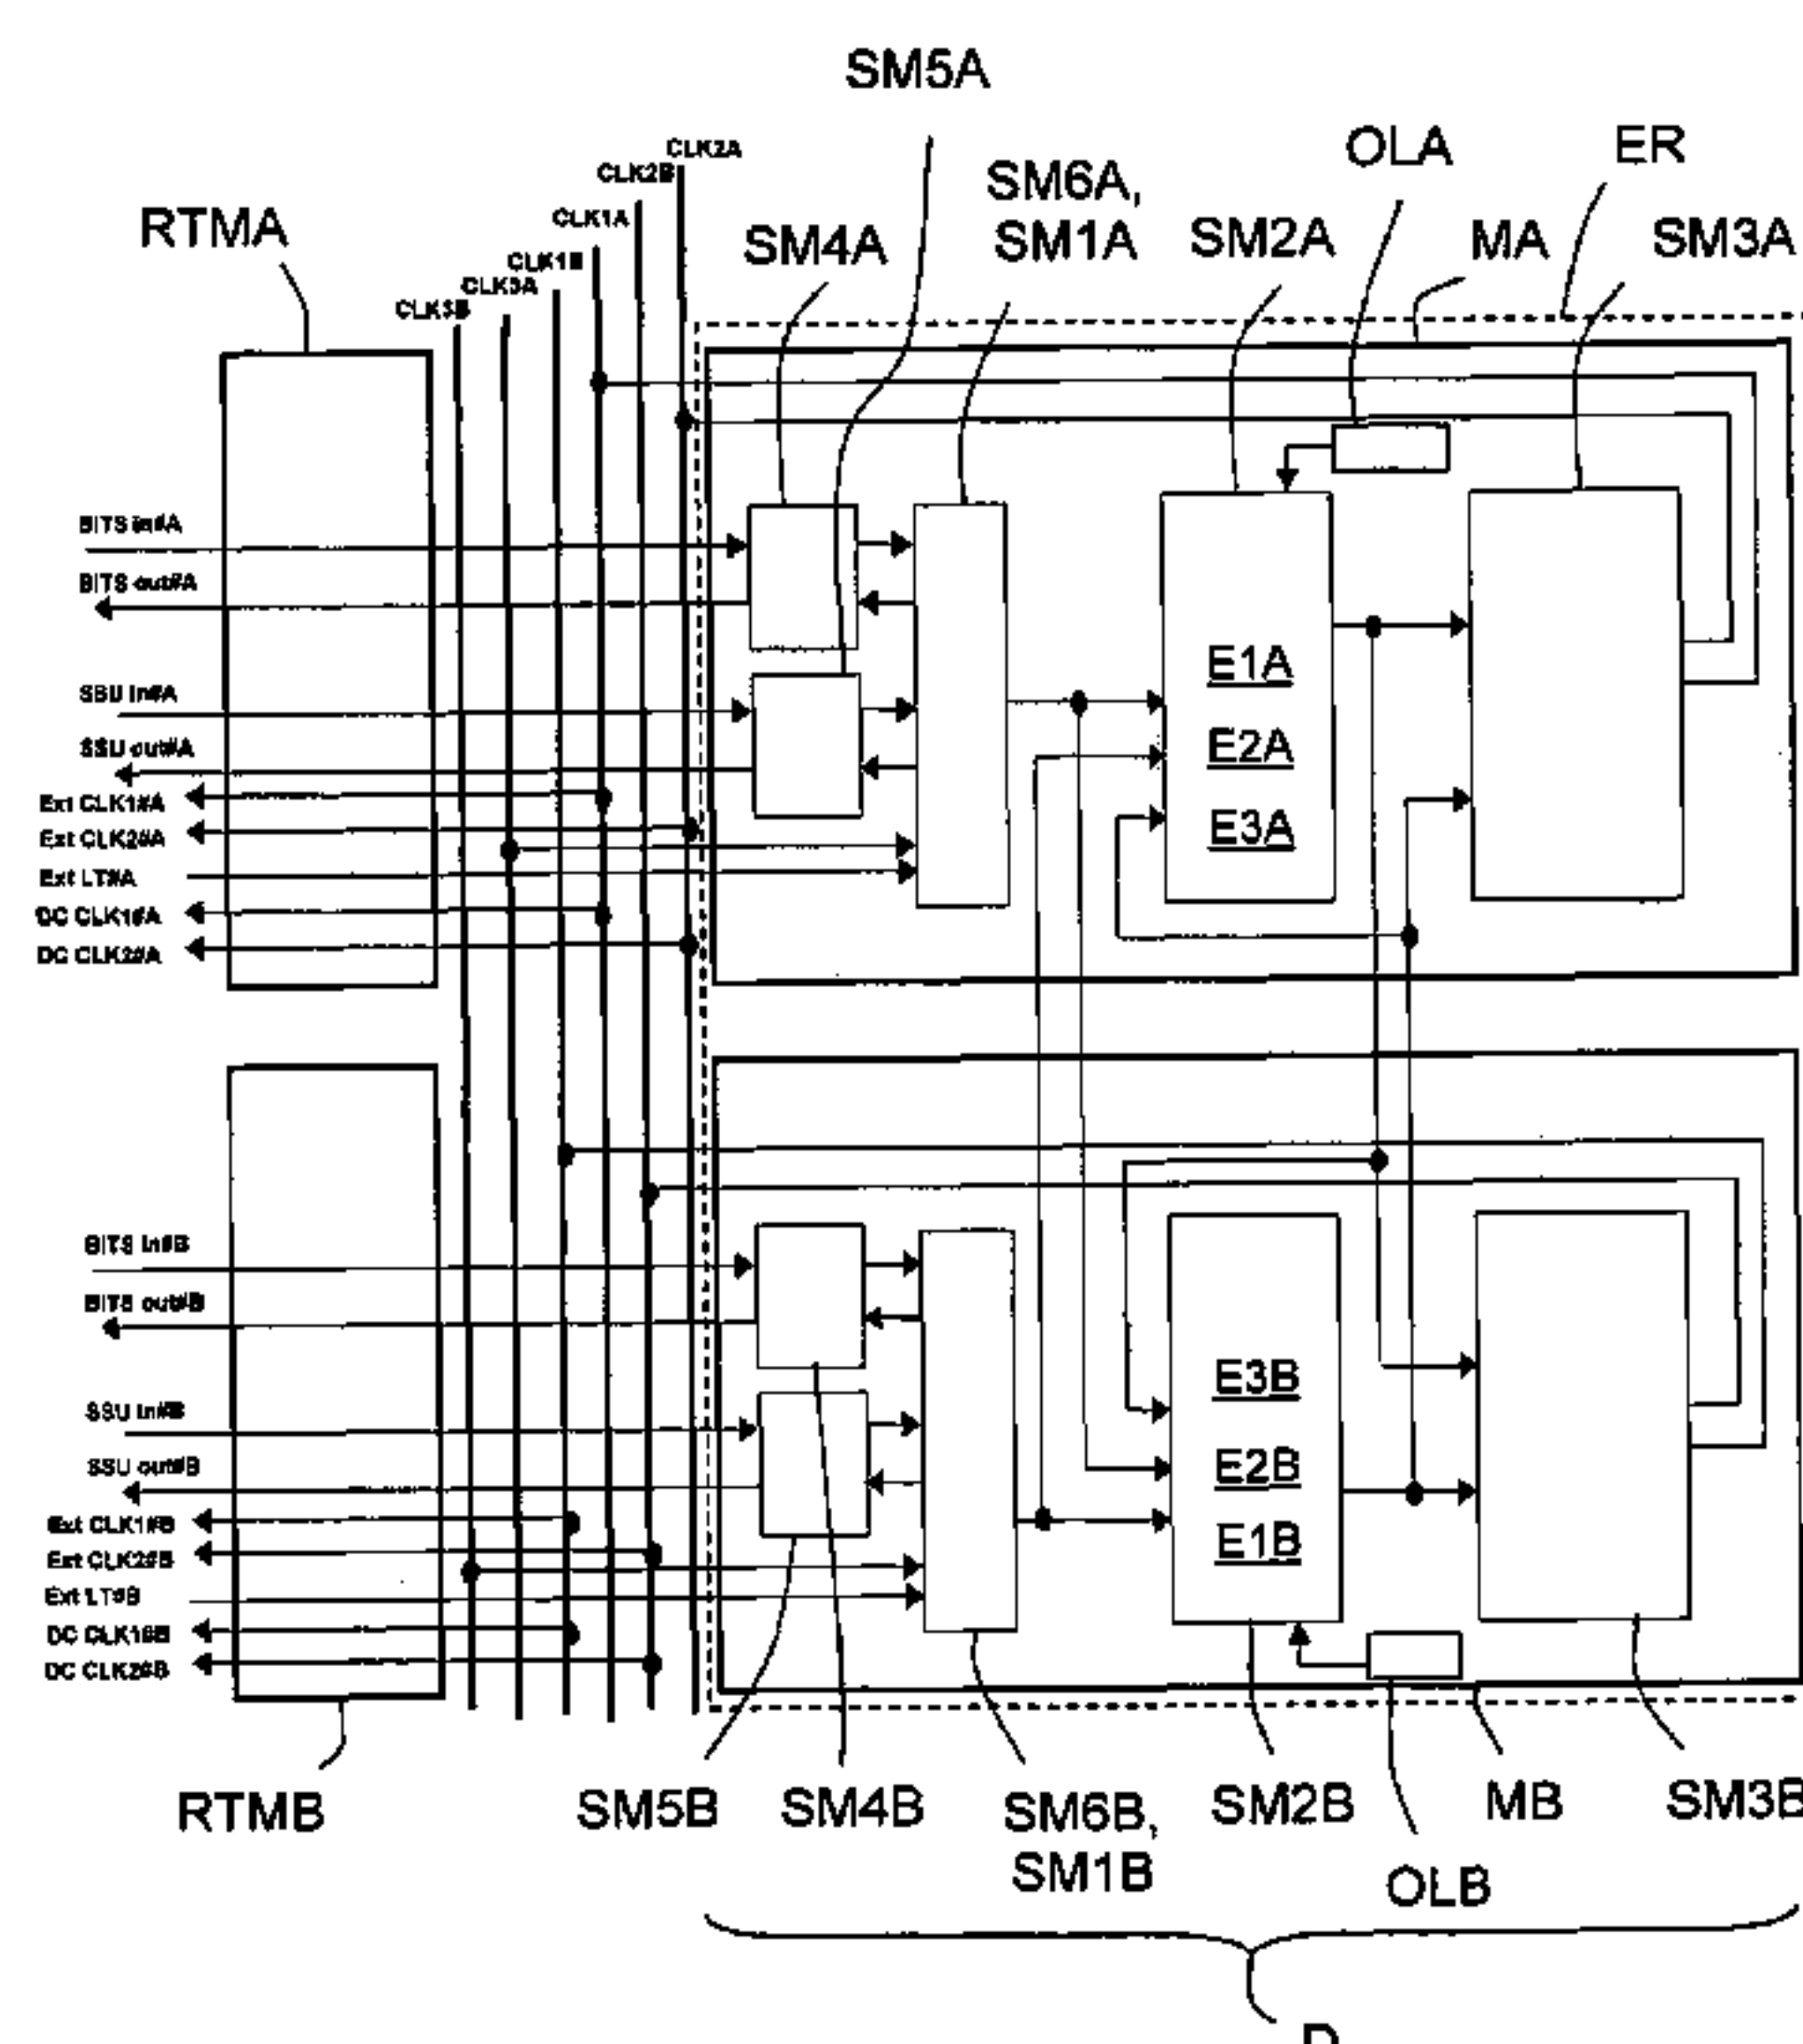 SM5A
OLA
ER
CLK2A
CLK2B
SM6A,
SM1A
RTMA
CLK1A
SM4A
SM2A
MA
SM3A
CLK1B
CLK3A
CLK3B
BITS in#A
BITS out#A
E1A
SSU in#A
E2A
SSU out#A
Ext CLK1#A
E3A
Ext CLK2#A
Ext LT#A
DC CLK1#A
DC CLK2#A
BITS in#B
BITS out#B
E3B
SSU in#B
E2B
SSU out#B
Ext CLK1#B
E1B
Ext CLK2#B
Ext LT#B
DC CLK1#B
DC CLK2#B
RTMB
SM5B
SM4B
SM6B,
SM1B
SM2B
MB
SM3B
OLB